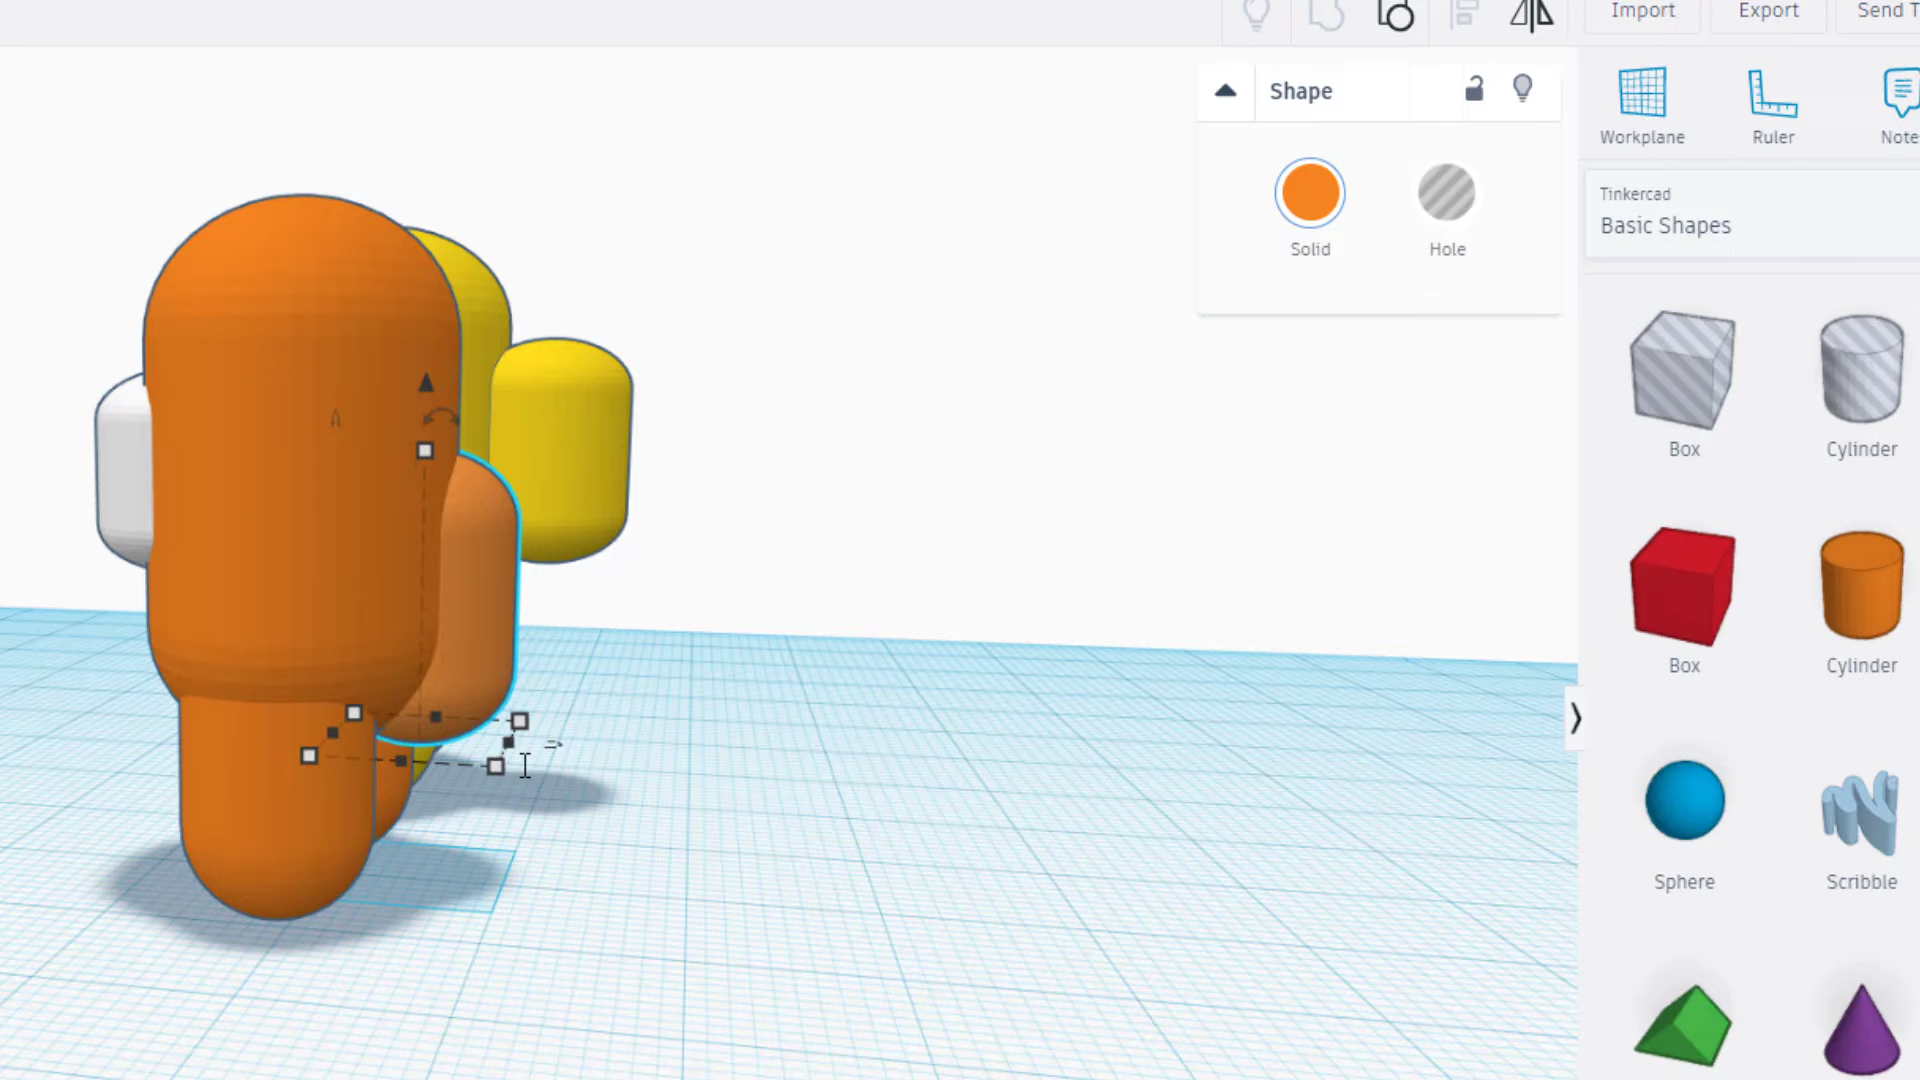 Import
Export
Send T
Shape
Workplane
Ruler
Note
Tinkercad
Basic Shapes
Solid
Hole
Box
Cylinder
Box
Cylinder
Sphere
Scribble